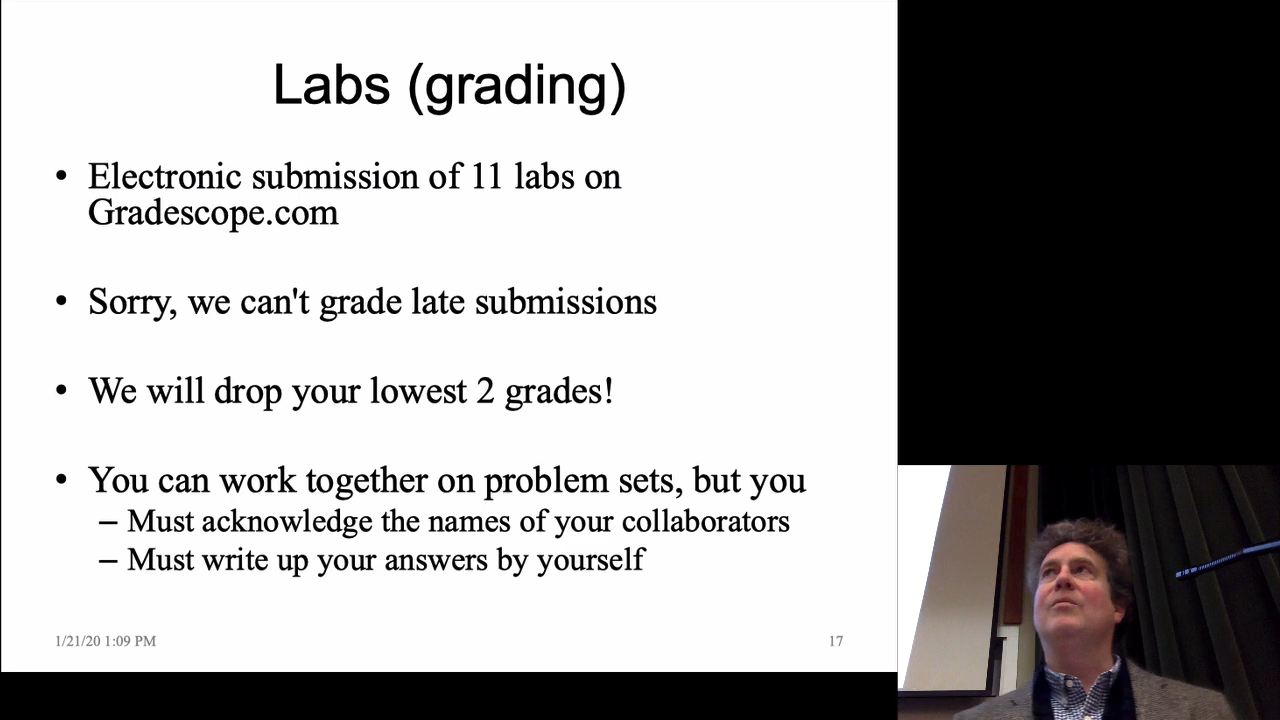 Labs (grading)
• Electronic submission of 11 labs on
Gradescope.com
• Sorry, we can't grade late submissions
• We will drop your lowest 2 grades!
• You can work together on problem sets, but you
– Must acknowledge the names of your collaborators
– Must write up your answers by yourself
1/21/20 1:09 PM
17